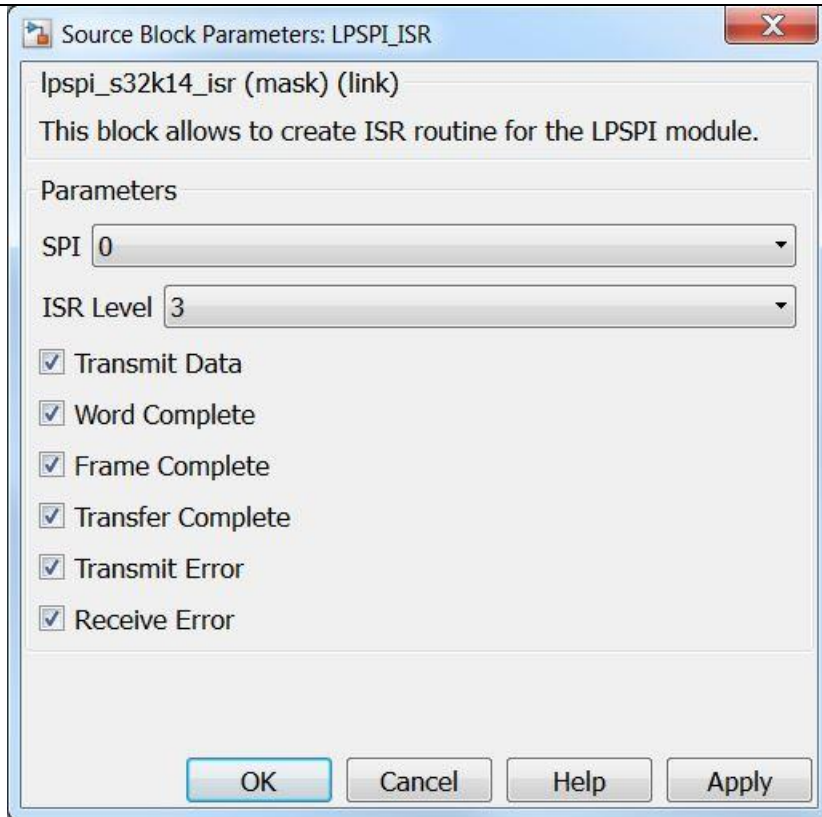 Source Block Parameters: LPSPI_ISR
X
lpspi_s32k14_isr (mask) (link)
This block allows to create ISR routine for the LPSPI module.
Parameters
SPI 0
ISR Level 3
Transmit Data
Word Complete
Frame Complete
Transfer Complete
Transmit Error
Receive Error
OK Cancel Help Apply